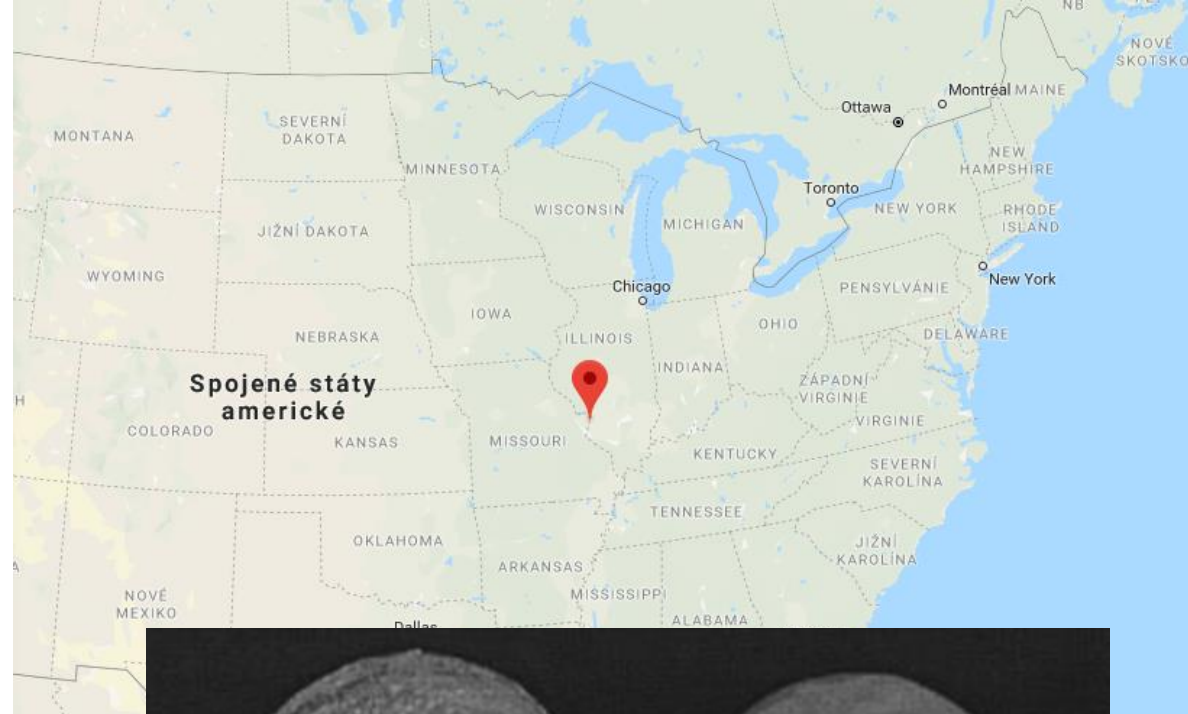 NB
NOVÉ
SKOTSKO
Montréal
MAINE
Ottawa
SEVERNÍ
DAKOTA
MONTANA
MINNESOTA
NEW
HAMPSHIRE
Toronto
WISCONSIN
NEW YORK
RHODE
ISLAND
MICHIGAN
JIŽNÍ DAKOTA
WYOMING
New York
Chicago
PENSYLVÁNIE
IOWA
OHIO
DELAWARE
NEBRASKA
ILLINOIS
INDIANA
Spojené státy
americké
ZÁPADNÍ
VIRGINIE
H
COLORADO
VIRGINIE
KANSAS
MISSOURI
KENTUCKY
SEVERNÍ
KAROLÍNA
TENNESSEE
OKLAHOMA
JIŽNÍ
KAROLÍNA
ARKANSAS
NOVÉ
MEXIKO
MISSISSIPPI
ALABAMA
Dallas